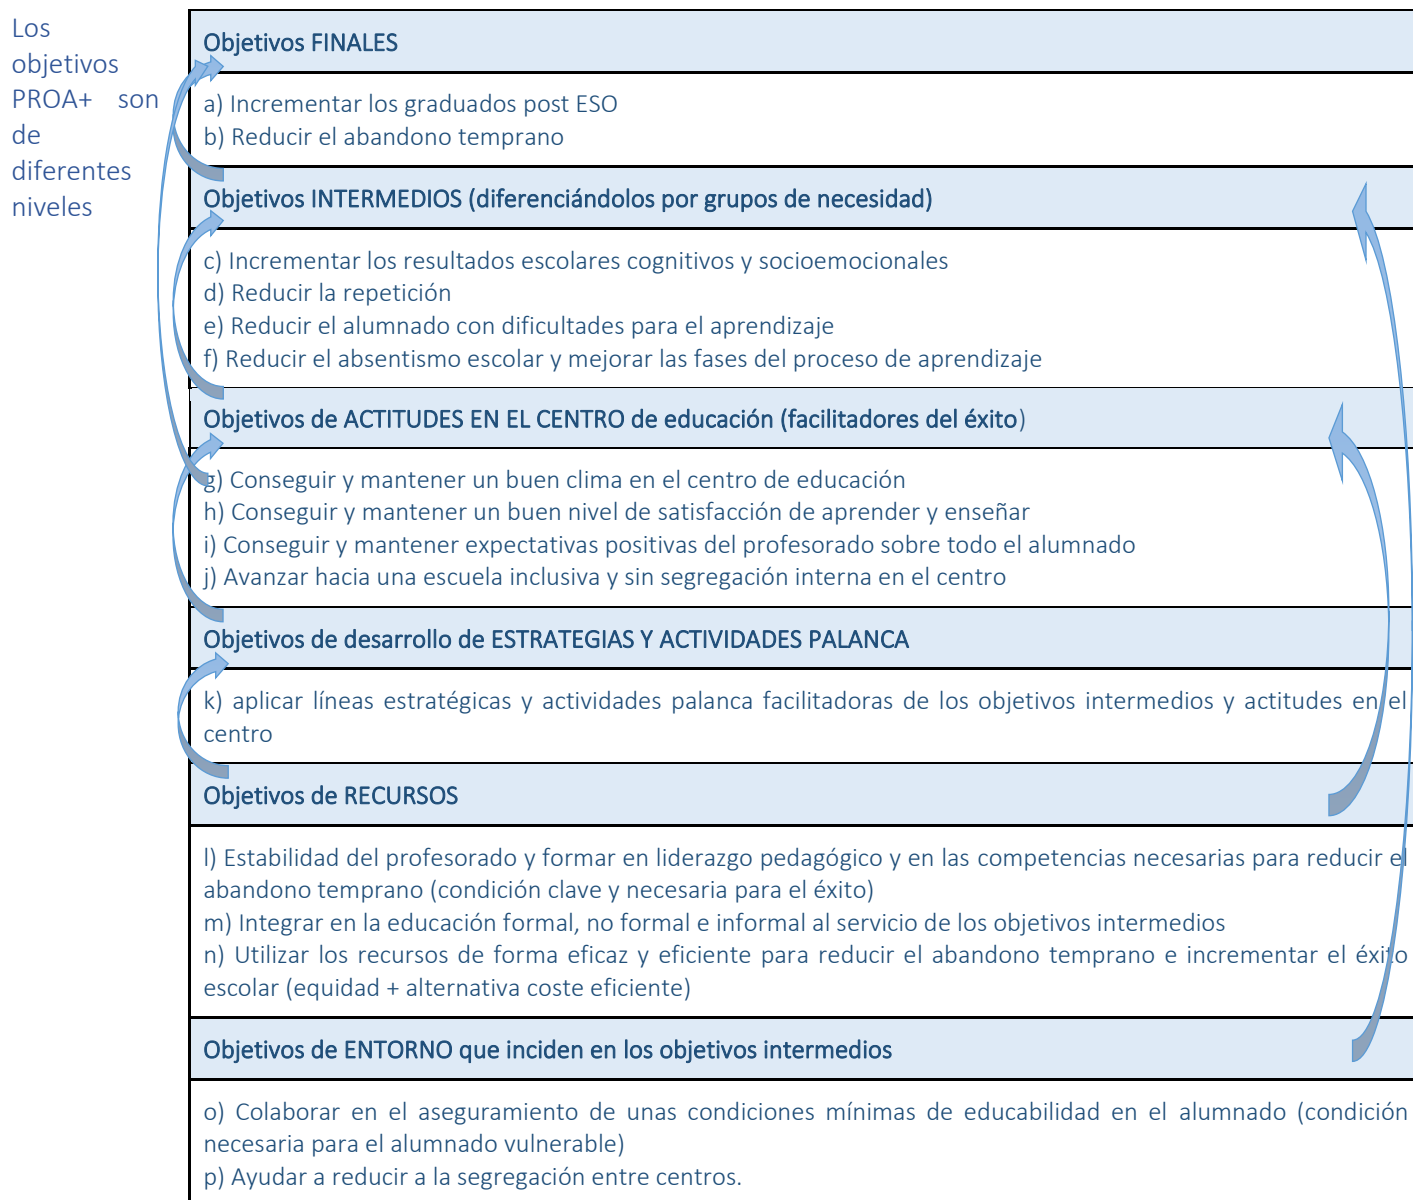 Los
objetivos
PROA+ son
de
diferentes
niveles
Objetivos FINALES
a) Incrementar los graduados post ESO
b) Reducir el abandono temprano
Objetivos INTERMEDIOS (diferenciándolos por grupos de necesidad)
c) Incrementar los resultados escolares cognitivos y socioemocionales
d) Reducir la repetición
e) Reducir el alumnado con dificultades para el aprendizaje
f) Reducir el absentismo escolar y mejorar las fases del proceso de aprendizaje
Objetivos de ACTITUDES EN EL CENTRO de educación (facilitadores del éxito)
g) Conseguir y mantener un buen clima en el centro de educación
h) Conseguir y mantener un buen nivel de satisfacción de aprender y enseñar
i) Conseguir y mantener expectativas positivas del profesorado sobre todo el alumnado
j) Avanzar hacia una escuela inclusiva y sin segregación interna en el centro
Objetivos de desarrollo de ESTRATEGIAS Y ACTIVIDADES PALANCA
k) aplicar líneas estratégicas y actividades palanca facilitadoras de los objetivos intermedios y actitudes en el
centro
Objetivos de RECURSOS
l) Estabilidad del profesorado y formar en liderazgo pedagógico y en las competencias necesarias para reducir el
abandono temprano (condición clave y necesaria para el éxito)
m) Integrar en la educación formal, no formal e informal al servicio de los objetivos intermedios
n) Utilizar los recursos de forma eficaz y eficiente para reducir el abandono temprano e incrementar el éxito
escolar (equidad + alternativa coste eficiente)
Objetivos de ENTORNO que inciden en los objetivos intermedios
o) Colaborar en el aseguramiento de unas condiciones mínimas de educabilidad en el alumnado (condición
necesaria para el alumnado vulnerable)
p) Ayudar a reducir a la segregación entre centros.